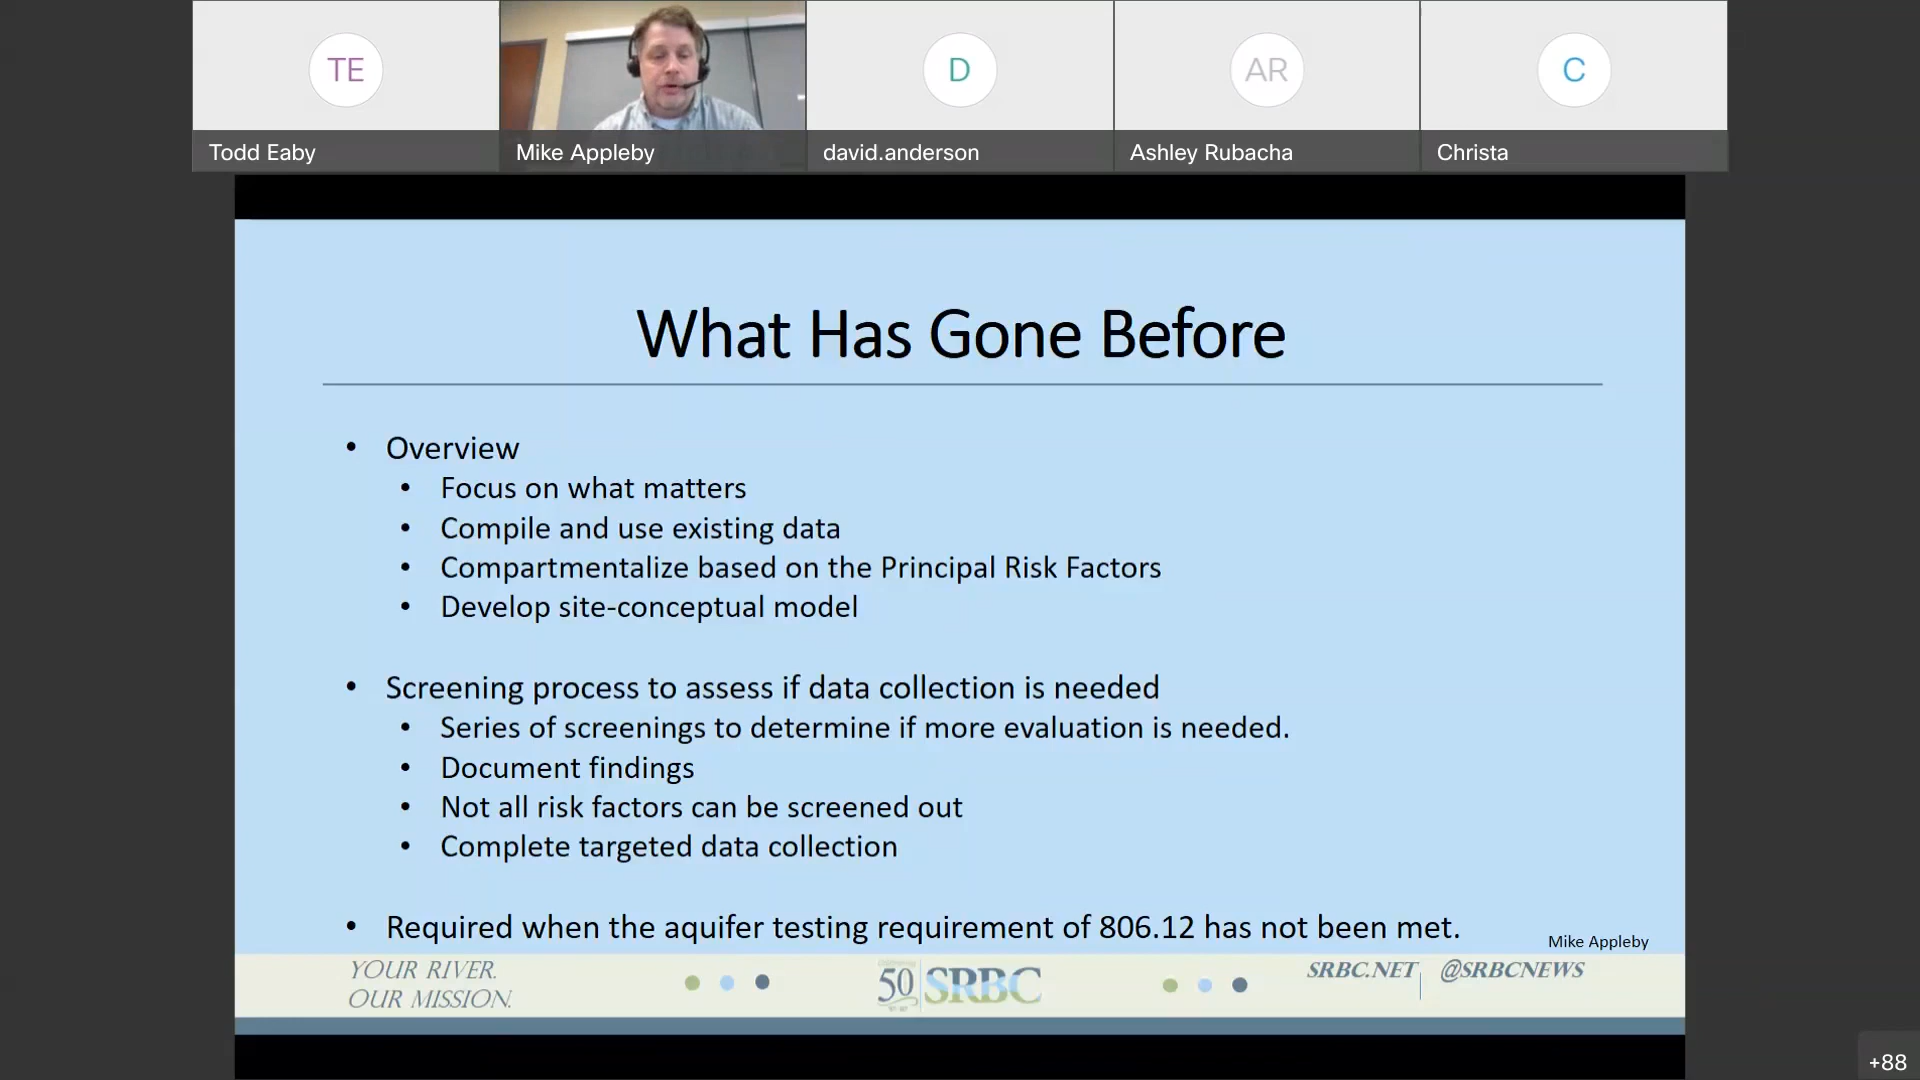 TE
D
AR
C
Todd Eaby
Mike Appleby
david.anderson
Ashley Rubacha
Christa
What Has Gone Before
• Overview
• Focus on what matters
• Compile and use existing data
• Compartmentalize based on the Principal Risk Factors
• Develop site-conceptual model
• Screening process to assess if data collection is needed
• Series of screenings to determine if more evaluation is needed.
• Document findings
• Not all risk factors can be screened out
• Complete targeted data collection
• Required when the aquifer testing requirement of 806.12 has not been met.
Mike Appleby
YOUR RIVER.
OUR MISSION.
50 SRBC
SRBC.NET | @SRBCNEWS
+88